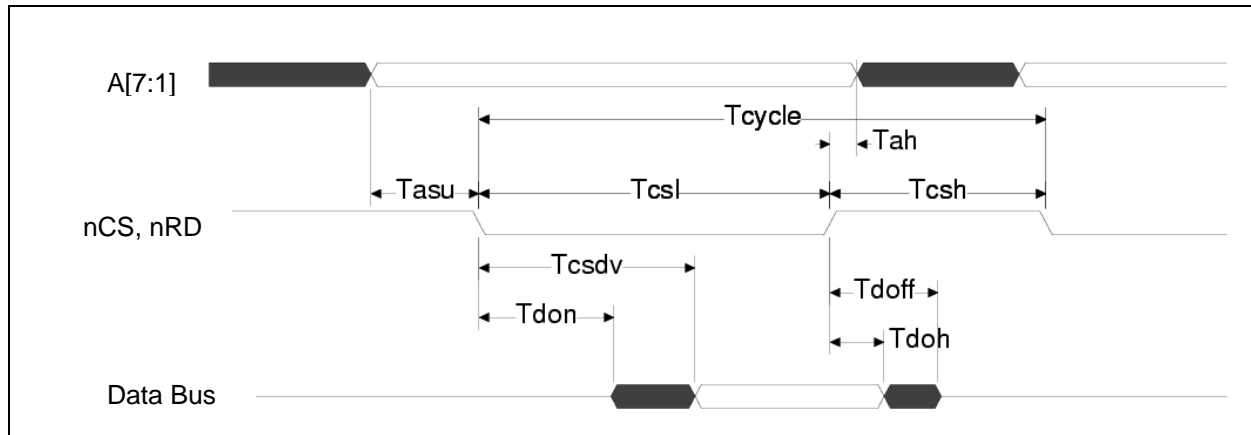 A[7:1]
Tcycle
Tah
Tasu
Tcsl
Tcsh
nCS, nRD
Tcsdv
Tdoff
Tdon
Tdoh
Data Bus